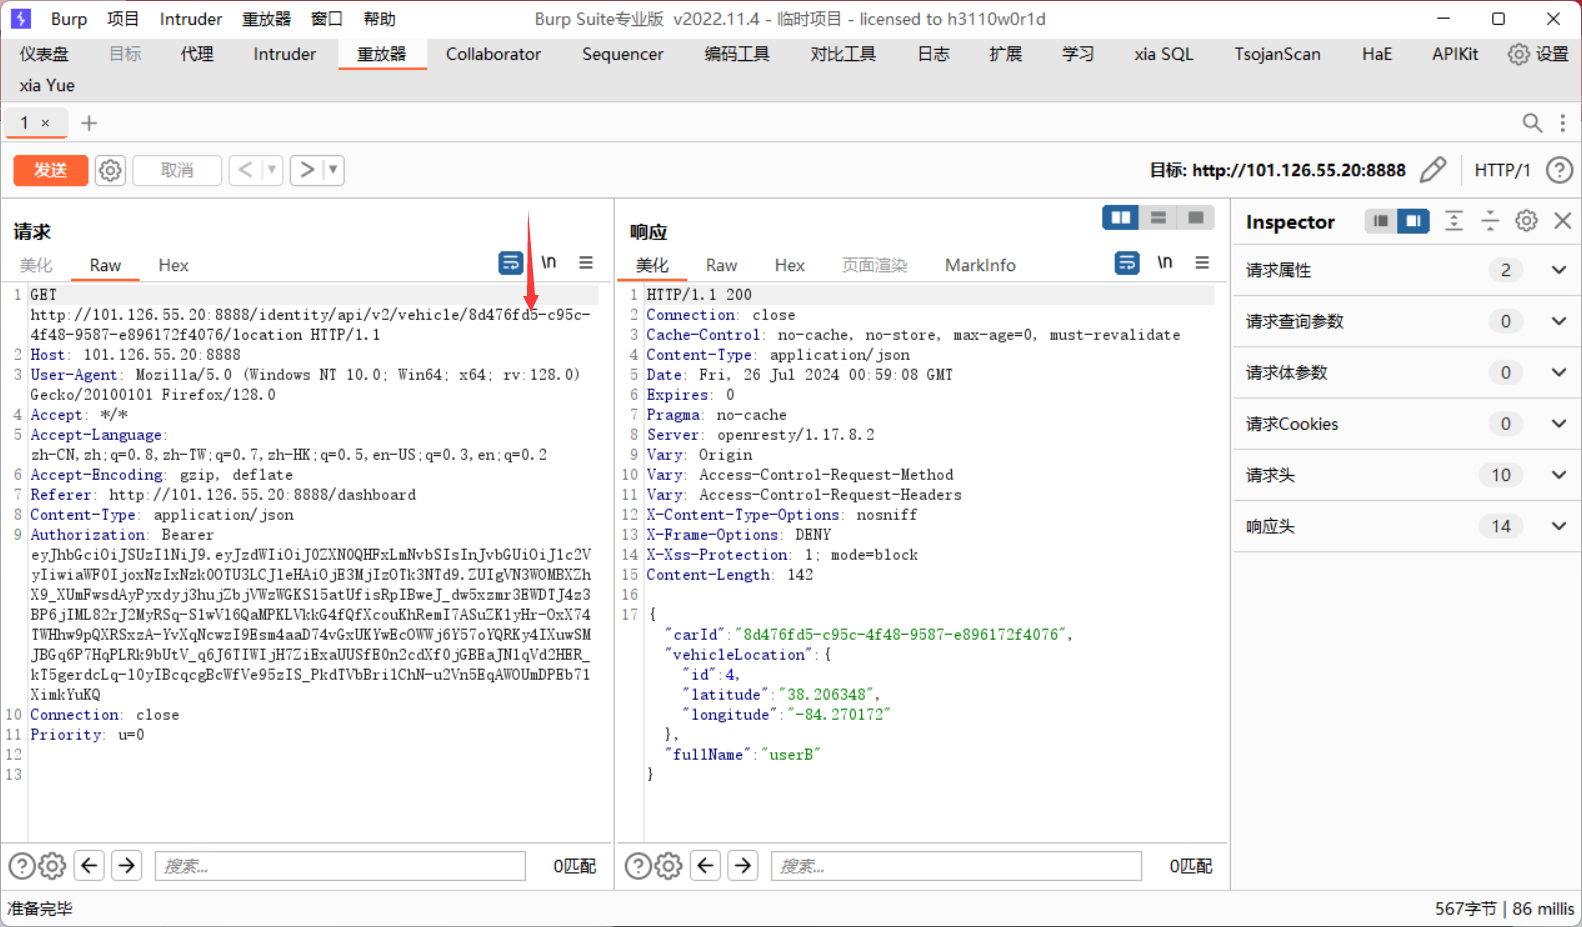 Burp 项目 Intruder 重放器 窗口 帮助 Burp Suite专业版 v2022.11.4 - 临时项目 - licensed to h3110w0r1d
仪表盘 目标 代理 Intruder 重放器 Collaborator Sequencer 编码工具 对比工具 日志 扩展 学习 xia SQL TsojanScan HaE APIKit 设置
xia Yue
1 × +
发送 取消 < > 目标: http://101.126.55.20:8888 HTTP/1
请求
美化 Raw Hex \n
1 GET
http://101.126.55.20:8888/identity/api/v2/vehicle/8d476fd5-c95c-
4f48-9587-e896172f4076/location HTTP/1.1
2 Host: 101.126.55.20:8888
3 User-Agent: Mozilla/5.0 (Windows NT 10.0; Win64; x64; rv:128.0)
Gecko/20100101 Firefox/128.0
4 Accept: */*
5 Accept-Language:
zh-CN,zh;q=0.8,zh-TW;q=0.7,zh-HK;q=0.5,en-US;q=0.3,en;q=0.2
6 Accept-Encoding: gzip, deflate
7 Referer: http://101.126.55.20:8888/dashboard
8 Content-Type: application/json
9 Authorization: Bearer
10 Connection: close
11 Priority: u=0
12
13
搜索... 0匹配
响应
美化 Raw Hex 页面渲染 MarkInfo \n
1 HTTP/1.1 200
2 Connection: close
3 Cache-Control: no-cache, no-store, max-age=0, must-revalidate
4 Content-Type: application/json
5 Date: Fri, 26 Jul 2024 00:59:08 GMT
6 Expires: 0
7 Pragma: no-cache
8 Server: openresty/1.17.8.2
9 Vary: Origin
10 Vary: Access-Control-Request-Method
11 Vary: Access-Control-Request-Headers
12 X-Content-Type-Options: nosniff
13 X-Frame-Options: DENY
14 X-Xss-Protection: 1; mode=block
15 Content-Length: 142
16
17 {
"carId":"8d476fd5-c95c-4f48-9587-e896172f4076",
"vehicleLocation":{
"id":4,
"latitude":"38.206348",
"longitude":"-84.270172"
},
"fullName":"userB"
}
搜索... 0匹配
Inspector
请求属性 2
请求查询参数 0
请求体参数 0
请求Cookies 0
请求头 10
响应头 14
准备完毕 567字节 | 86 millis